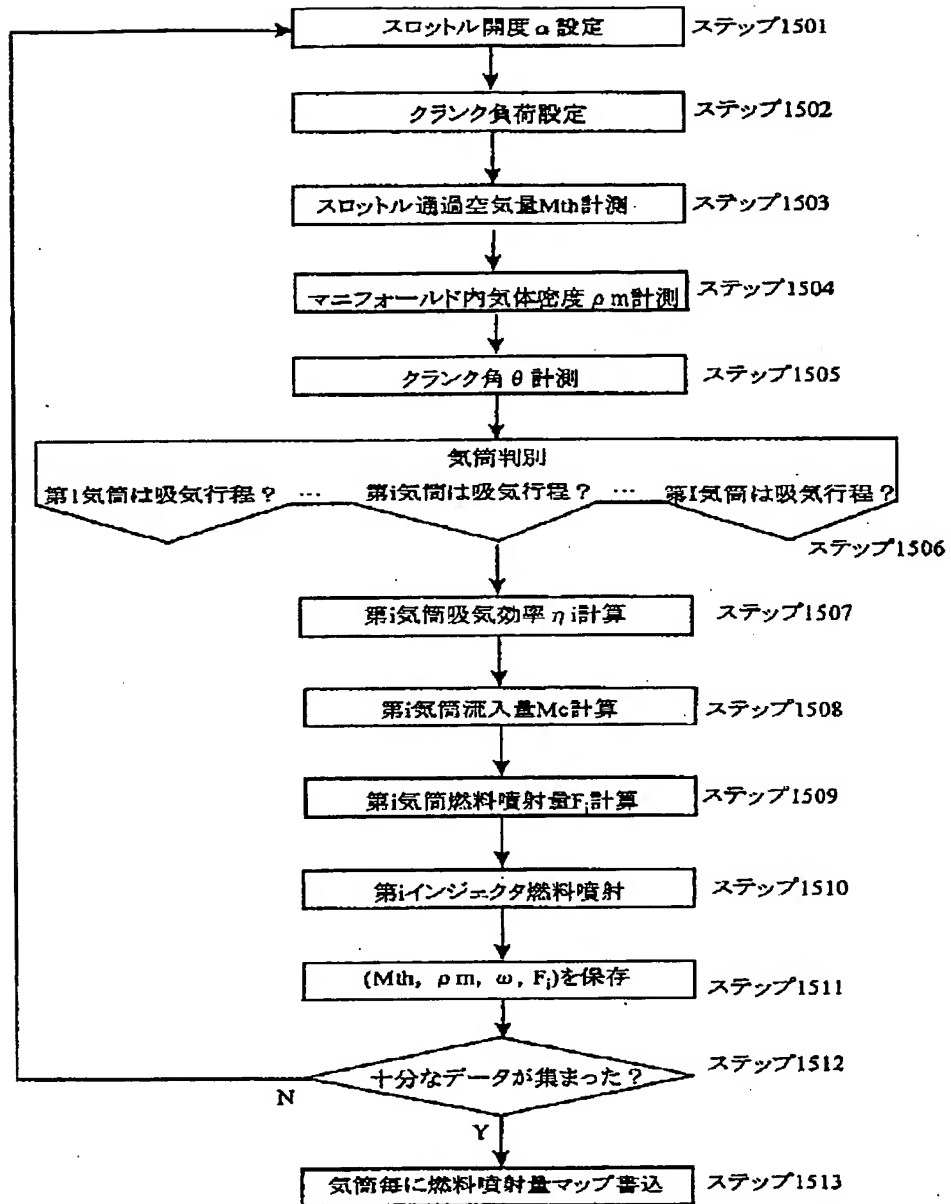 スロットル開度α設定 ステップ1501
クランク負荷設定 ステップ1502
スロットル通過空気量Mth計測 ステップ1503
マニフォールド内気体密度ρm計測 ステップ1504
クランク角θ計測 ステップ1505
気筒判別
第1気筒は吸気行程? … 第i気筒は吸気行程? … 第I気筒は吸気行程?
ステップ1506
第i気筒吸気効率ηi計算 ステップ1507
第i気筒流入量Mc計算 ステップ1508
第i気筒燃料噴射量Fi計算 ステップ1509
第iインジェクタ燃料噴射 ステップ1510
(Mth, ρm, ω, Fi)を保存 ステップ1511
十分なデータが集まった? ステップ1512
N
Y
気筒毎に燃料噴射量マップ書込 ステップ1513